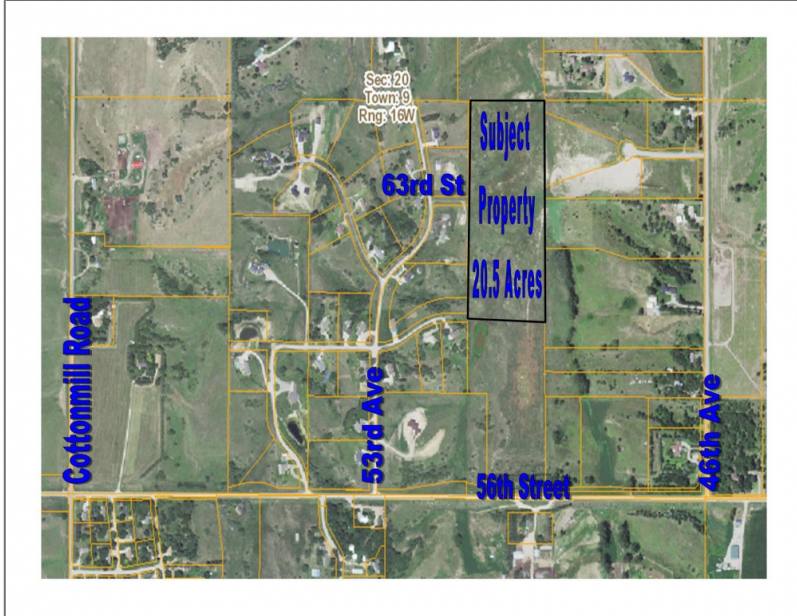 Sec: 20
Town: 9
Rng: 16W
Subject
Property
20.5 Acres
63rd St
Cottonmill Road
53rd Ave
46th Ave
56th Street